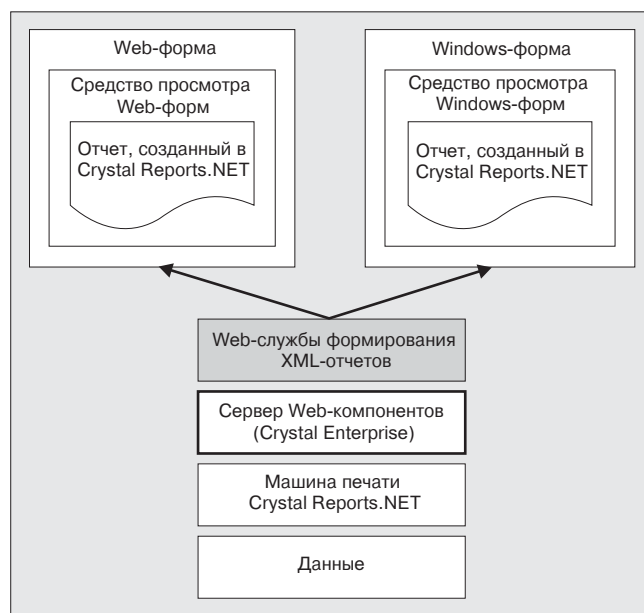 Web-форма
Средство просмотра
Web-форм
Отчет, созданный в
Crystal Reports.NET
Windows-форма
Средство просмотра
Windows-форм
Отчет, созданный в
Crystal Reports.NET
Web-службы формирования
XML-отчетов
Сервер Web-компонентов
(Crystal Enterprise)
Машина печати
Crystal Reports.NET
Данные